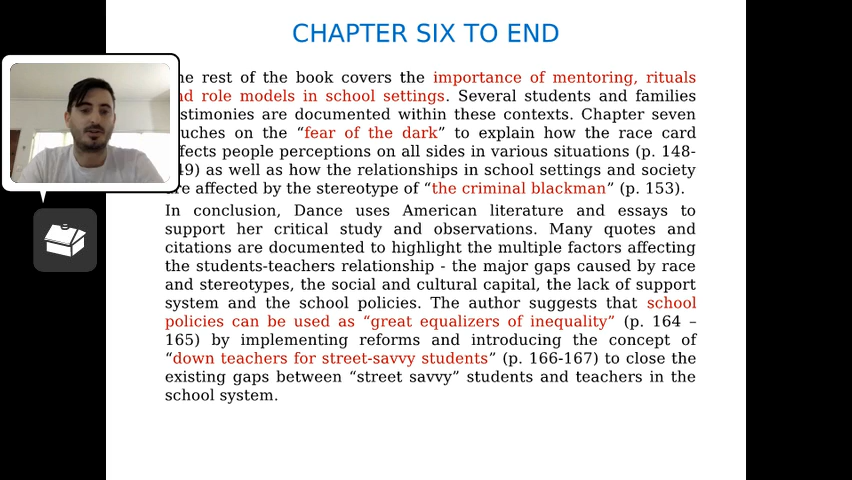 CHAPTER SIX TO END
he rest of the book covers the importance of mentoring, rituals
nd role models in school settings. Several students and families
stimonies are documented within these contexts. Chapter seven
uches on the “fear of the dark” to explain how the race card
ffects people perceptions on all sides in various situations (p. 148-
49) as well as how the relationships in school settings and society
re affected by the stereotype of “the criminal blackman” (p. 153).
In conclusion, Dance uses American literature and essays to
support her critical study and observations. Many quotes and
citations are documented to highlight the multiple factors affecting
the students-teachers relationship - the major gaps caused by race
and stereotypes, the social and cultural capital, the lack of support
system and the school policies. The author suggests that school
policies can be used as “great equalizers of inequality” (p. 164 –
165) by implementing reforms and introducing the concept of
“down teachers for street-savvy students” (p. 166-167) to close the
existing gaps between “street savvy” students and teachers in the
school system.